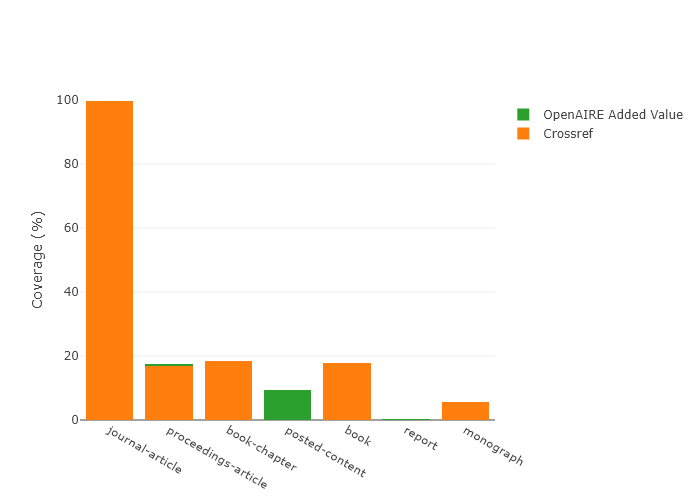 OpenAIRE Added Value
Crossref
Coverage (%)
100
80
60
40
20
0
journal-article
proceedings-article
book-chapter
posted-content
book
report
monograph